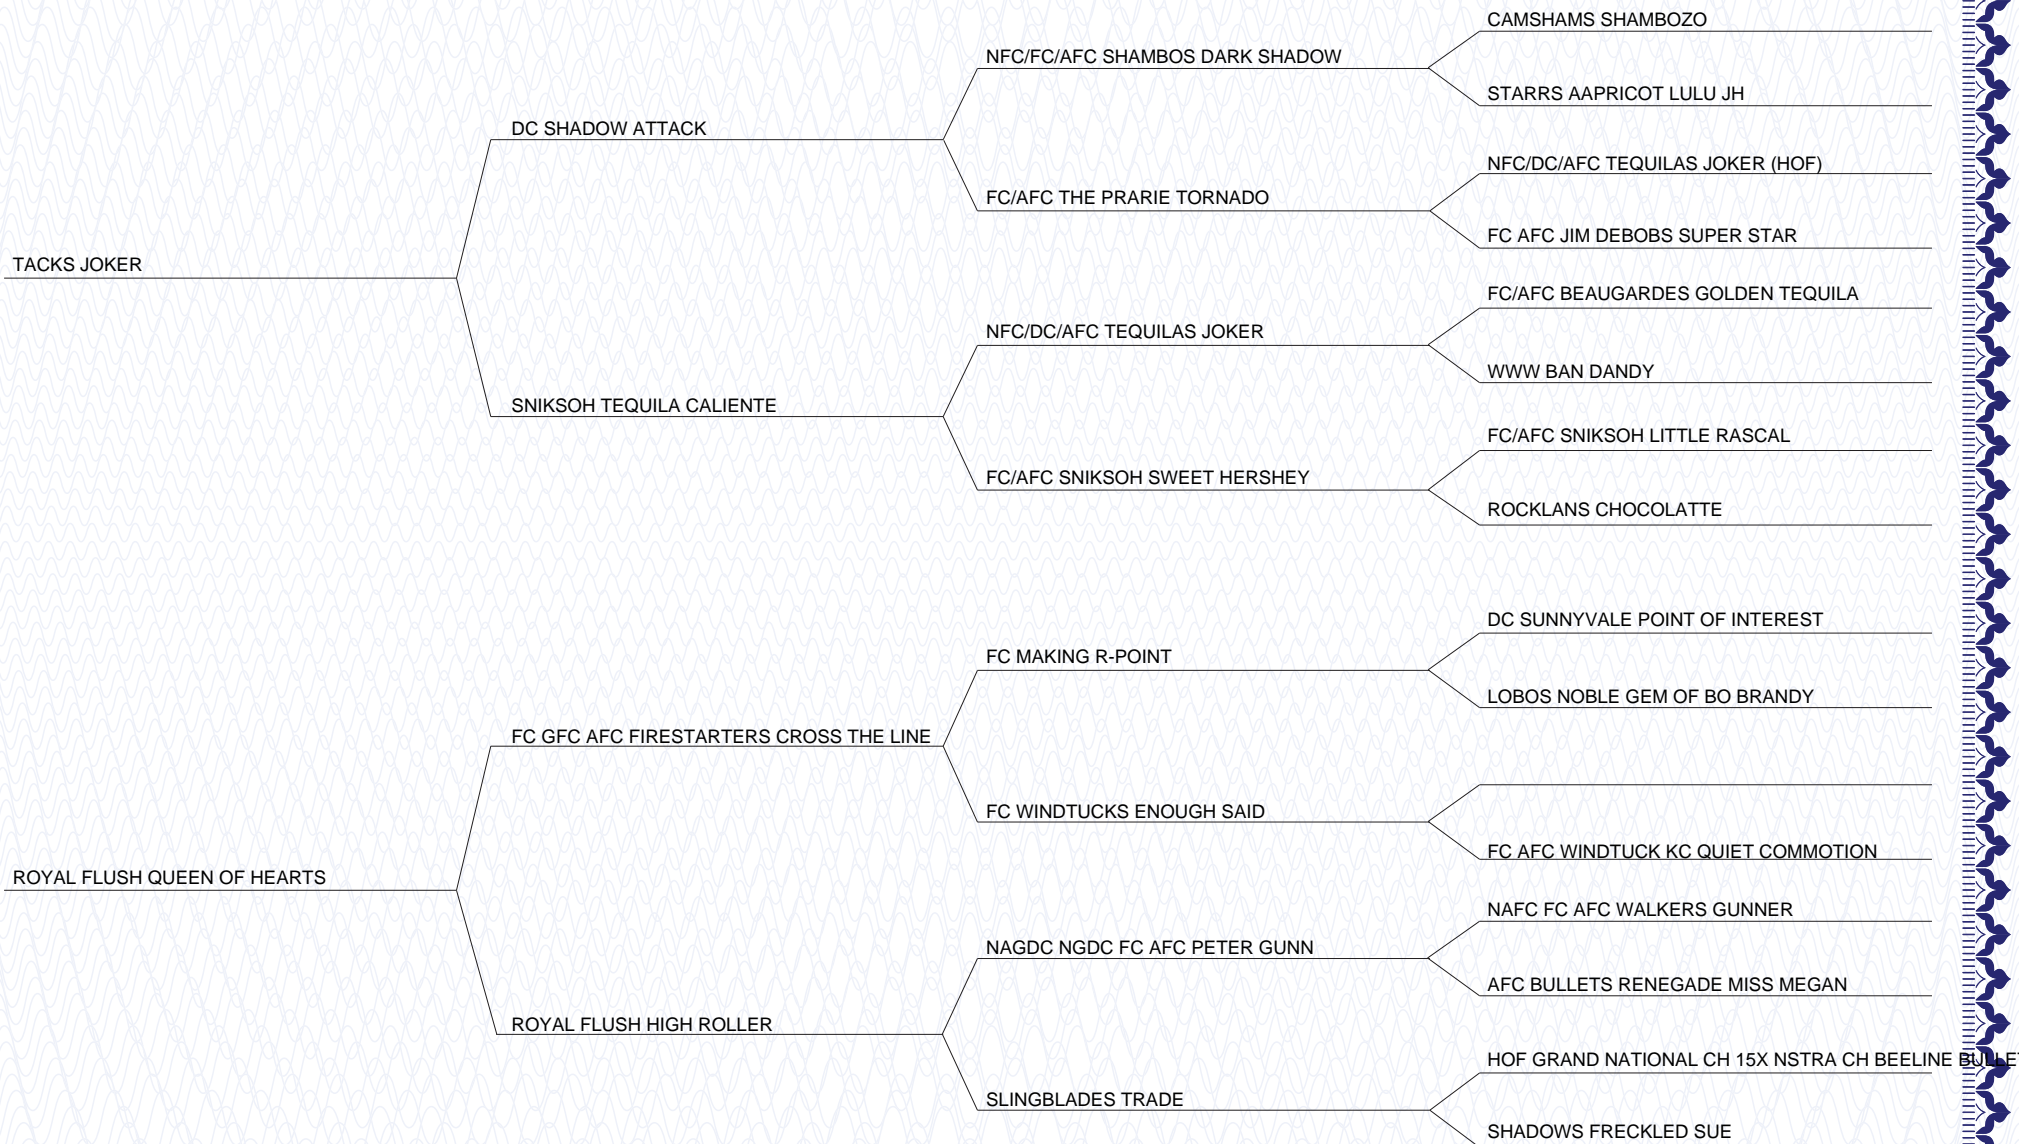 CAMSHAMS SHAMBOZO
NFC/FC/AFC SHAMBOS DARK SHADOW
STARRS AAPRICOT LULU JH
DC SHADOW ATTACK
NFC/DC/AFC TEQUILAS JOKER (HOF)
FC/AFC THE PRARIE TORNADO
FC AFC JIM DEBOBS SUPER STAR
TACKS JOKER
FC/AFC BEAUGARDES GOLDEN TEQUILA
NFC/DC/AFC TEQUILAS JOKER
WWW BAN DANDY
SNIKSOH TEQUILA CALIENTE
FC/AFC SNIKSOH LITTLE RASCAL
FC/AFC SNIKSOH SWEET HERSHEY
ROCKLANS CHOCOLATTE
DC SUNNYVALE POINT OF INTEREST
FC MAKING R-POINT
LOBOS NOBLE GEM OF BO BRANDY
FC GFC AFC FIRESTARTERS CROSS THE LINE
FC WINDTUCKS ENOUGH SAID
FC AFC WINDTUCK KC QUIET COMMOTION
ROYAL FLUSH QUEEN OF HEARTS
NAFC FC AFC WALKERS GUNNER
NAGDC NGDC FC AFC PETER GUNN
AFC BULLETS RENEGADE MISS MEGAN
ROYAL FLUSH HIGH ROLLER
HOF GRAND NATIONAL CH 15X NSTRA CH BEELINE
SLINGBLADES TRADE
SHADOWS FRECKLED SUE